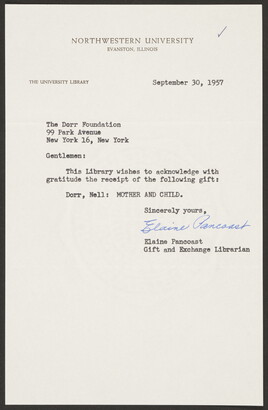 NORTHWESTERN UNIVERSITY
EVANSTON, ILLINOIS
THE UNIVERSITY LIBRARY
September 30, 1957
The Dorr Foundation
99 Park Avenue
New York 16, New York
Gentlemen:
This Library wishes to acknowledge with
gratitude the receipt of the following gift:
Dorr, Nell: MOTHER AND CHILD.
Sincerely yours,
Elaine Pancoast
Elaine Pancoast
Gift and Exchange Librarian